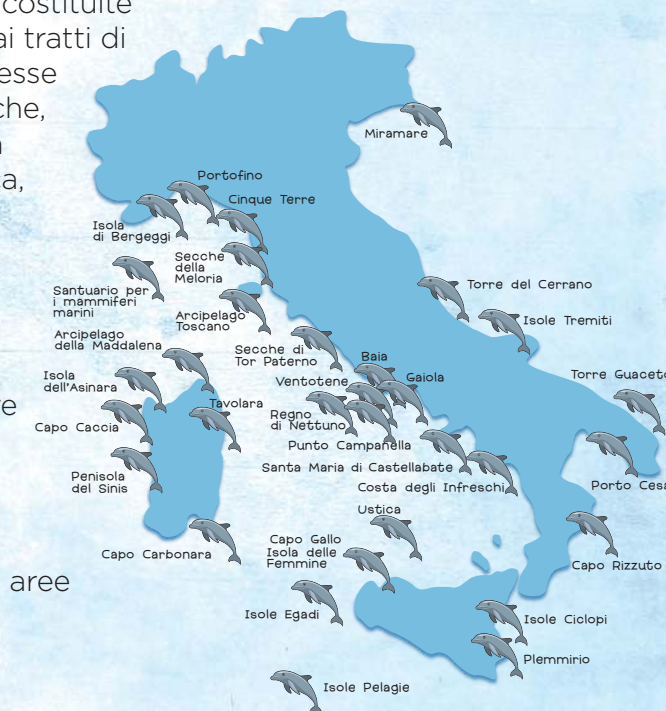 costituite
ai tratti di
esse
che,
a,
Miramare
Portofino
Cinque Terre
Isola
di Bergeggi
Secche
della
Meloria
Santuario per
i mammiferi
marini
Arcipelago
Toscano
Torre del Cerrano
Isole Tremiti
Arcipelago
della Maddalena
Secche di
Tor Paterno
Baia
Isola
dell'Asinara
Ventotene
Gaiola
Torre Guaceto
re
Tavolara
Capo Caccia
Regno
di Nettuno
Punto Campanella
Santa Maria di Castellabate
Penisola
del Sinis
Costa degli Infreschi
Porto Cesa
Ustica
Capo Carbonara
Capo Gallo
Isola delle
Femmine
Capo Rizzuto
aree
Isole Egadi
Isole Ciclopi
Plemmirio
Isole Pelagie